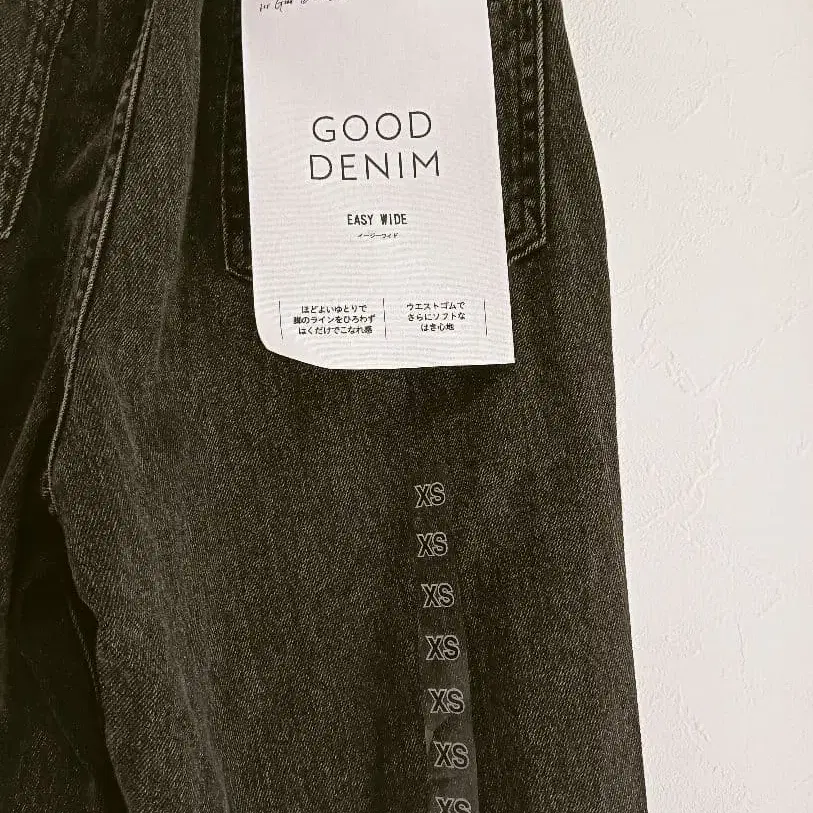 GOOD
DENIM
EASY WIDE
イージーワイド
ほどよいゆとりで
脚のラインをひろわず
はくだけでこなれ感
ウエストゴムで
さらにソフトな
はき心地
XS
XS
XS
XS
XS
XS
XS